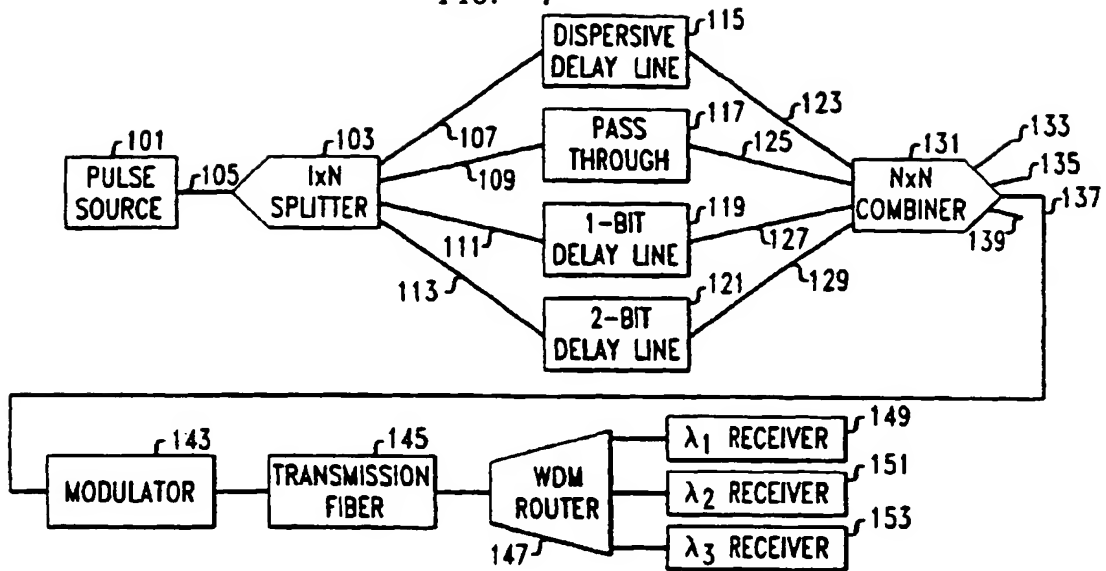 115
DISPERSIVE
DELAY LINE
123
107
117
PASS
THROUGH
125
109
101
PULSE
SOURCE
105
103
1xN
SPLITTER
131
NxN
COMBINER
133
135
137
139
119
1-BIT
DELAY LINE
127
111
121
2-BIT
DELAY LINE
129
113
143
MODULATOR
145
TRANSMISSION
FIBER
WDM
ROUTER
147
λ1 RECEIVER
149
λ2 RECEIVER
151
λ3 RECEIVER
153